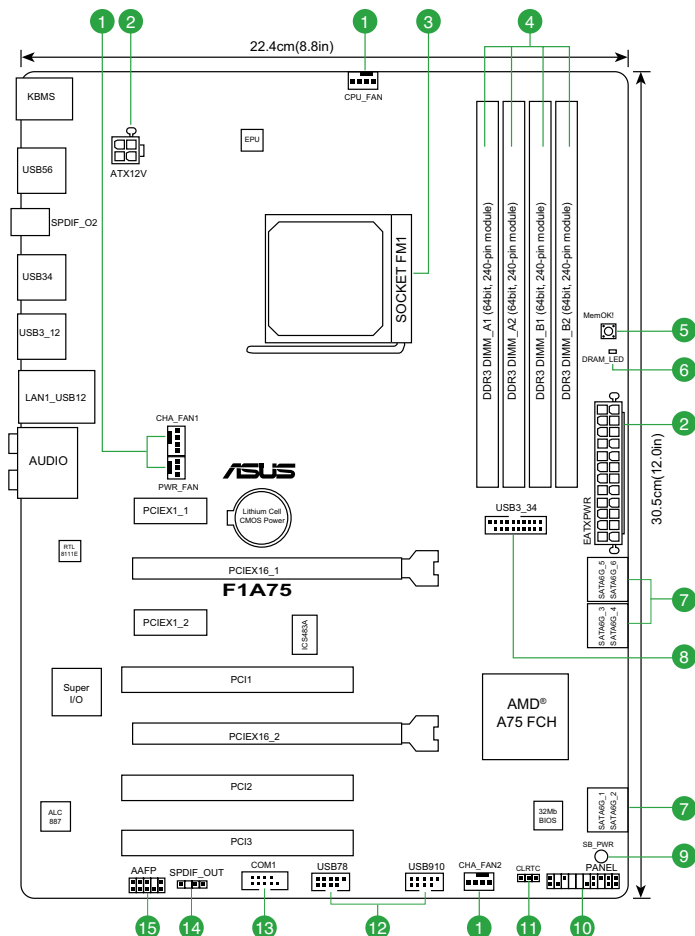 1
2
1
3
4
22.4cm(8.8in)
KBMS
CPU_FAN
EPU
ATX12V
USB56
SPDIF_O2
USB34
USB3_12
LAN1_USB12
AUDIO
SOCKET FM1
DDR3 DIMM_A1 (64bit, 240-pin module)
DDR3 DIMM_A2 (64bit, 240-pin module)
DDR3 DIMM_B1 (64bit, 240-pin module)
DDR3 DIMM_B2 (64bit, 240-pin module)
MemOK!
5
DRAM_LED
6
2
EATXPWR
30.5cm(12.0in)
CHA_FAN1
1
PWR_FAN
ASUS
PCIEX1_1
Lithium Cell
CMOS Power
USB3_34
RTL
8111E
PCIEX16_1
F1A75
SATA6G_5
SATA6G_6
7
SATA6G_3
SATA6G_4
PCIEX1_2
ICS483A
8
PCI1
Super
I/O
AMD®
A75 FCH
PCIEX16_2
PCI2
ALC
887
32Mb
BIOS
SATA6G_1
SATA6G_2
7
PCI3
SB_PWR
9
AAFP
SPDIF_OUT
COM1
USB78
USB910
CHA_FAN2
CLRTC
PANEL
15
14
13
12
1
11
10